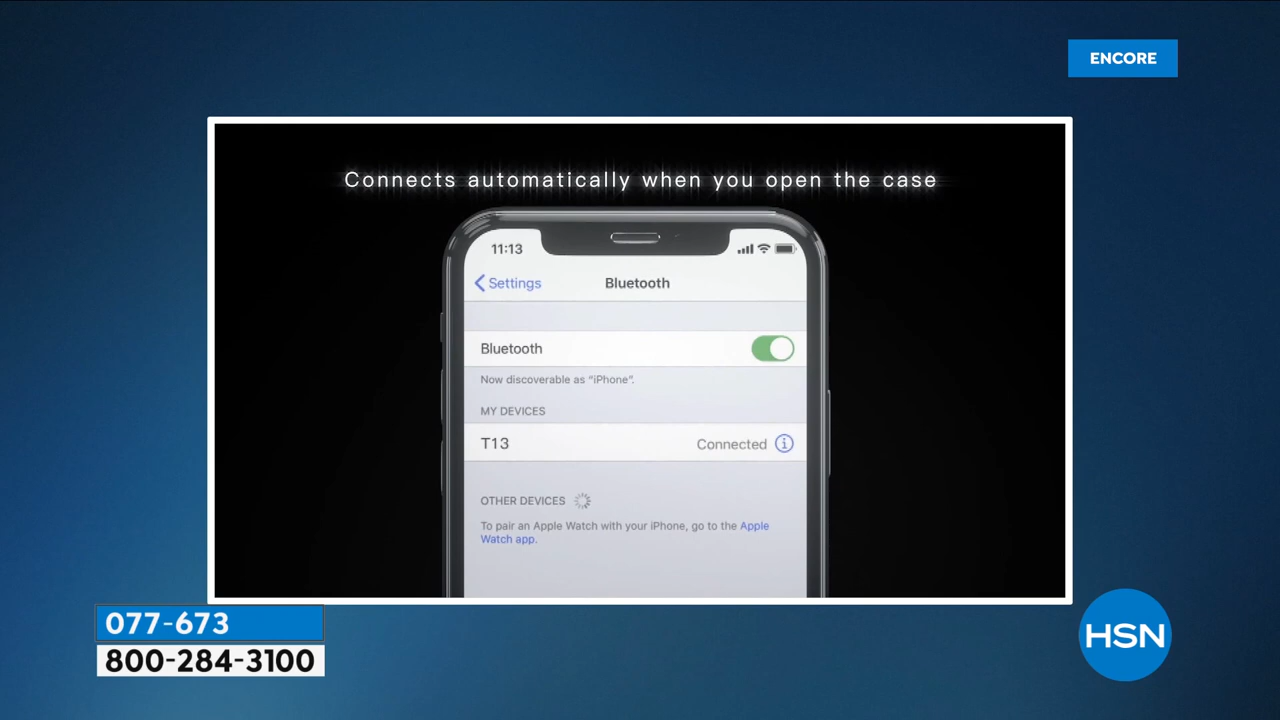 ENCORE
Connects automatically when you open the case
11:13
Settings
Bluetooth
Bluetooth
Now discoverable as “iPhone”.
MY DEVICES
T13 Connected
OTHER DEVICES
To pair an Apple Watch with your iPhone, go to the Apple
Watch app.
077-673
800-284-3100
HSN